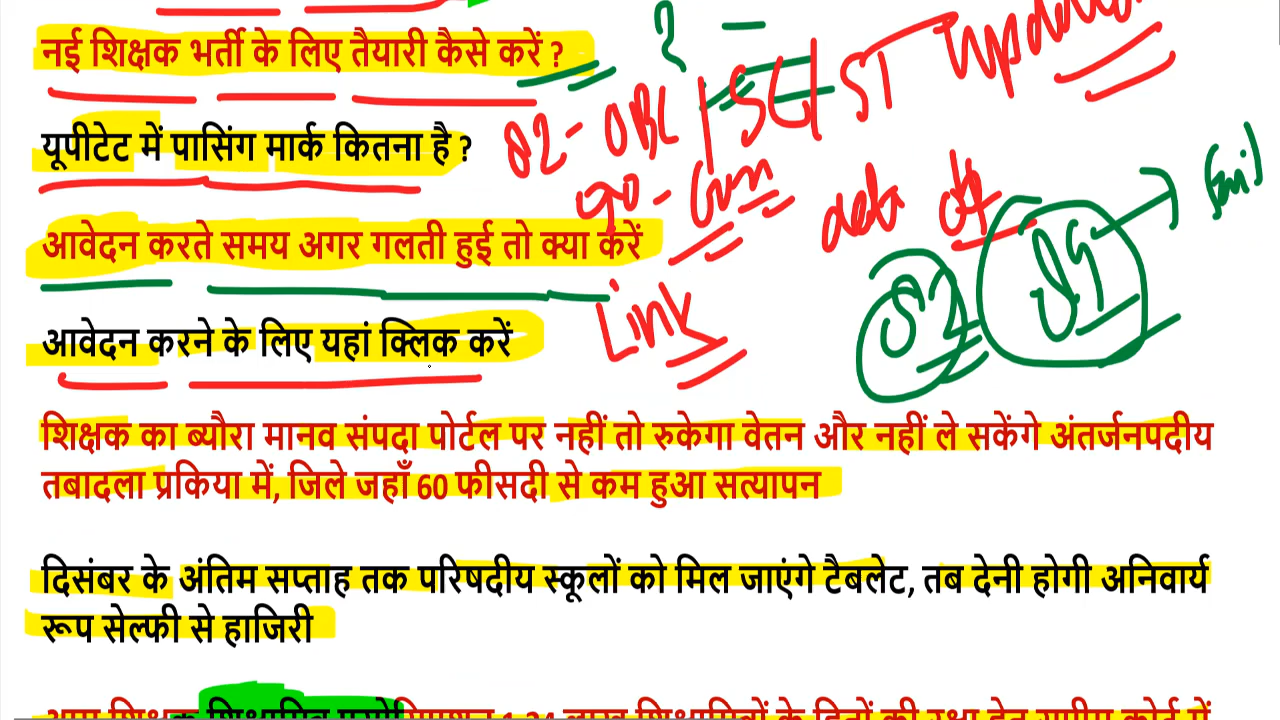 नई शिक्षक भर्ती के लिए तैयारी कैसे करें ?
82- OBC / SC / ST
यूपीटेट में पासिंग मार्क कितना है ?
90-
आवेदन करते समय अगर गलती हुई तो क्या करें
Link
82
आवेदन करने के लिए यहां क्लिक करें
शिक्षक का ब्यौरा मानव संपदा पोर्टल पर नहीं तो रुकेगा वेतन और नहीं ले सकेंगे अंतर्जनपदीय
तबादला प्रकिया में, जिले जहाँ 60 फीसदी से कम हुआ सत्यापन
दिसंबर के अंतिम सप्ताह तक परिषदीय स्कूलों को मिल जाएंगे टैबलेट, तब देनी होगी अनिवार्य
रूप सेल्फी से हाजिरी